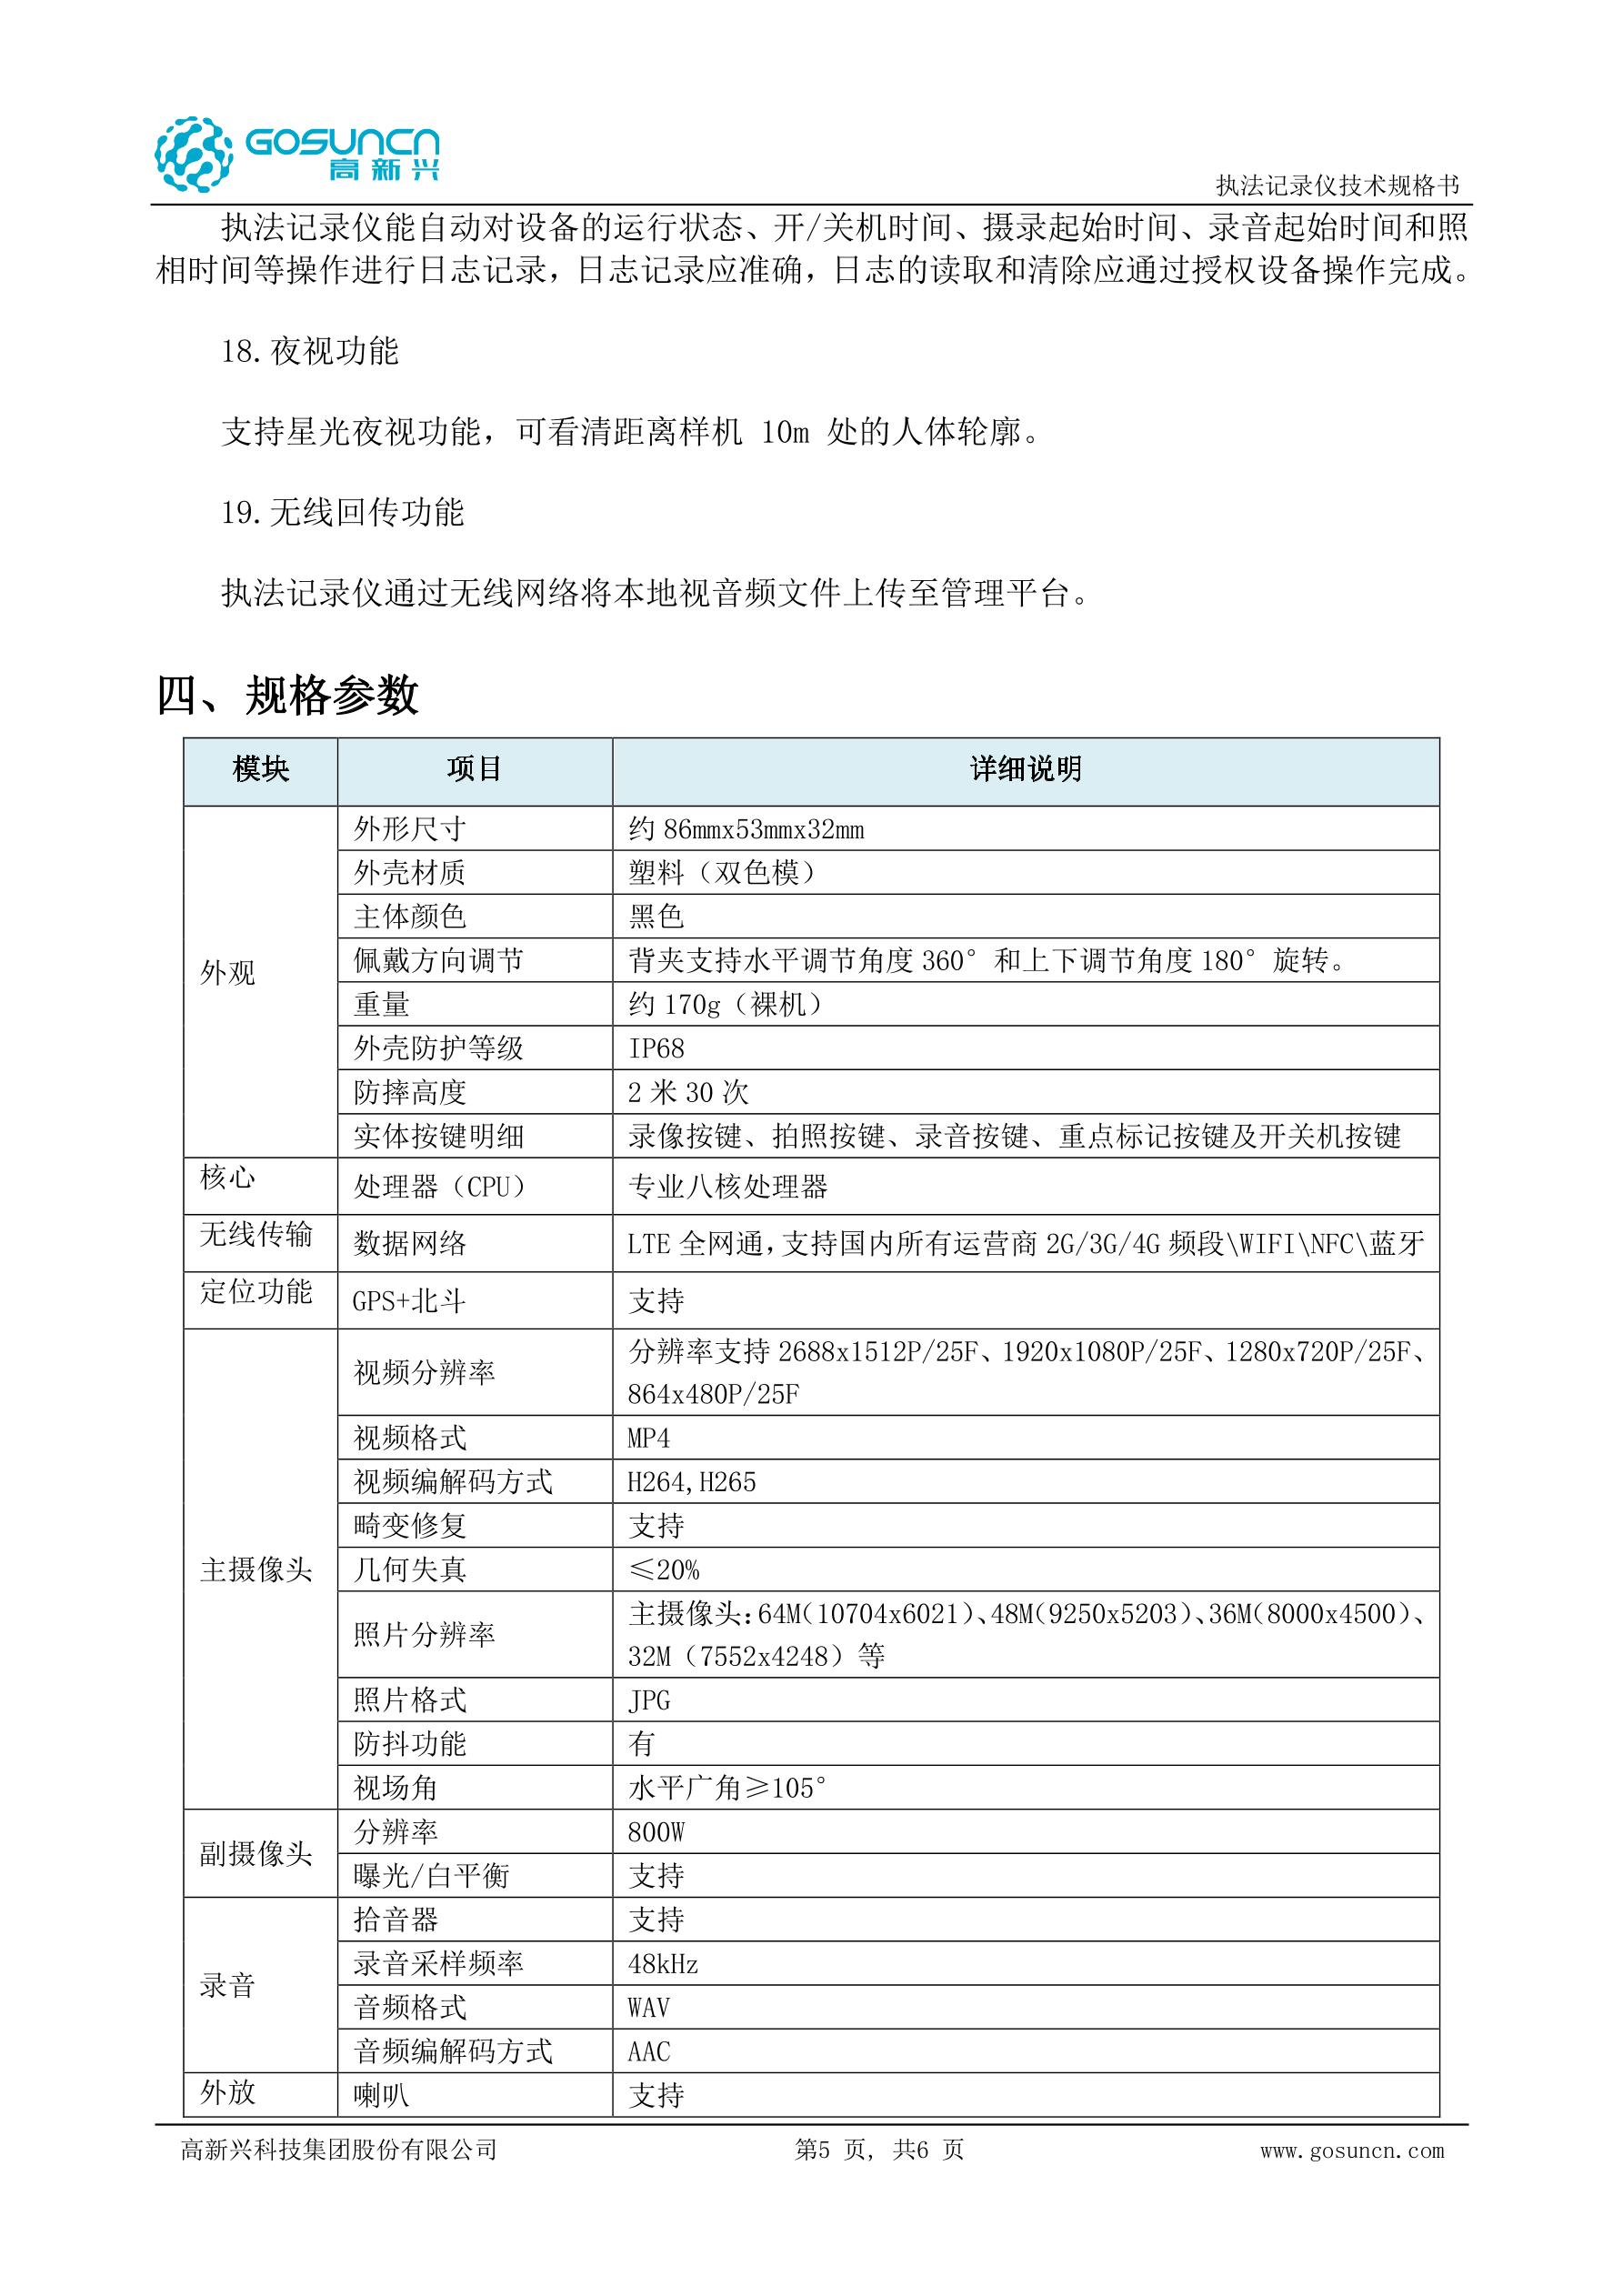 GOSUNCN
高新兴
执法记录仪技术规格书
执法记录仪能自动对设备的运行状态、开/关机时间、摄录起始时间、录音起始时间和照
相时间等操作进行日志记录，日志记录应准确，日志的读取和清除应通过授权设备操作完成。
18.夜视功能
支持星光夜视功能，可看清距离样机 10m 处的人体轮廓。
19.无线回传功能
执法记录仪通过无线网络将本地视音频文件上传至管理平台。
四、规格参数
模块 项目 详细说明
外观
外形尺寸 约 86mmx53mmx32mm
外壳材质 塑料（双色模）
主体颜色 黑色
佩戴方向调节 背夹支持水平调节角度 360°和上下调节角度 180°旋转。
重量 约 170g（裸机）
外壳防护等级 IP68
防摔高度 2 米 30 次
实体按键明细 录像按键、拍照按键、录音按键、重点标记按键及开关机按键
核心 处理器（CPU） 专业八核处理器
无线传输 数据网络 LTE 全网通，支持国内所有运营商 2G/3G/4G 频段\WIFI\NFC\蓝牙
定位功能 GPS+北斗 支持
主摄像头
视频分辨率 分辨率支持 2688x1512P/25F、1920x1080P/25F、1280x720P/25F、
864x480P/25F
视频格式 MP4
视频编解码方式 H264,H265
畸变修复 支持
几何失真 ≤20%
照片分辨率 主摄像头：64M（10704x6021）、48M（9250x5203）、36M（8000x4500）、
32M（7552x4248）等
照片格式 JPG
防抖功能 有
视场角 水平广角≥105°
副摄像头
分辨率 800W
曝光/白平衡 支持
录音
拾音器 支持
录音采样频率 48kHz
音频格式 WAV
音频编解码方式 AAC
外放 喇叭 支持
高新兴科技集团股份有限公司 第5 页，共6 页 www.gosuncn.com